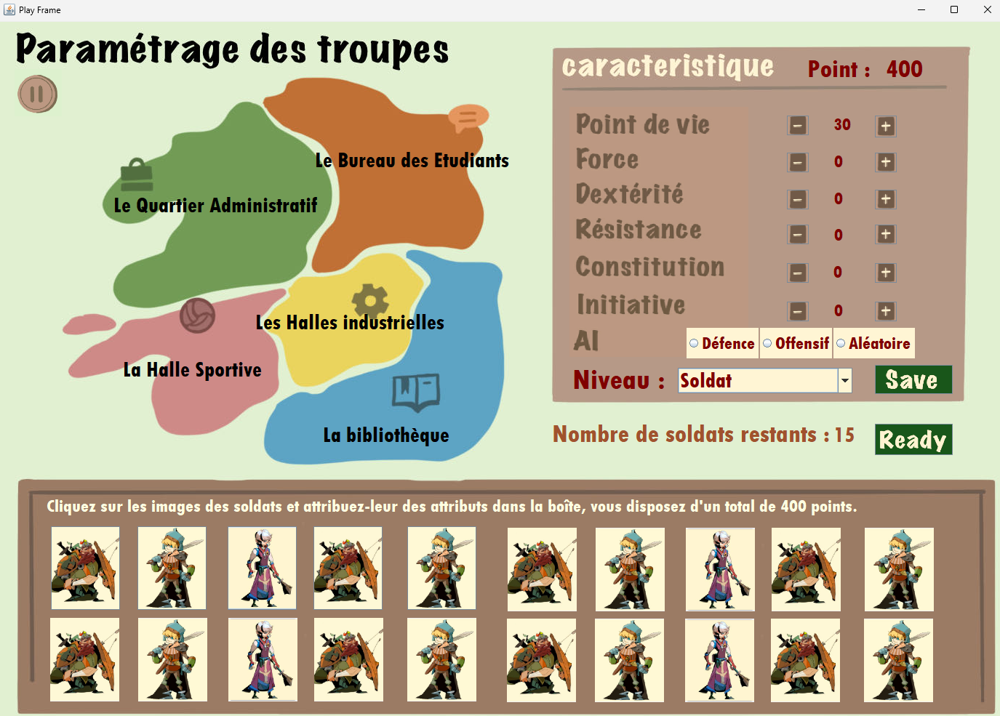 Play Frame
Paramétrage des troupes
caracteristique
Point : 400
Le Bureau des Etudiants
Le Quartier Administratif
Les Halles industrielles
La Halle Sportive
La bibliothèque
Point de vie - 30 +
Force - 0 +
Dextérité - 0 +
Résistance - 0 +
Constitution - 0 +
Initiative - 0 +
AI Défence Offensif Aléatoire
Niveau : Soldat Save
Nombre de soldats restants : 15
Ready
Cliquez sur les images des soldats et attribuez-leur des attributs dans la boîte, vous disposez d'un total de 400 points.